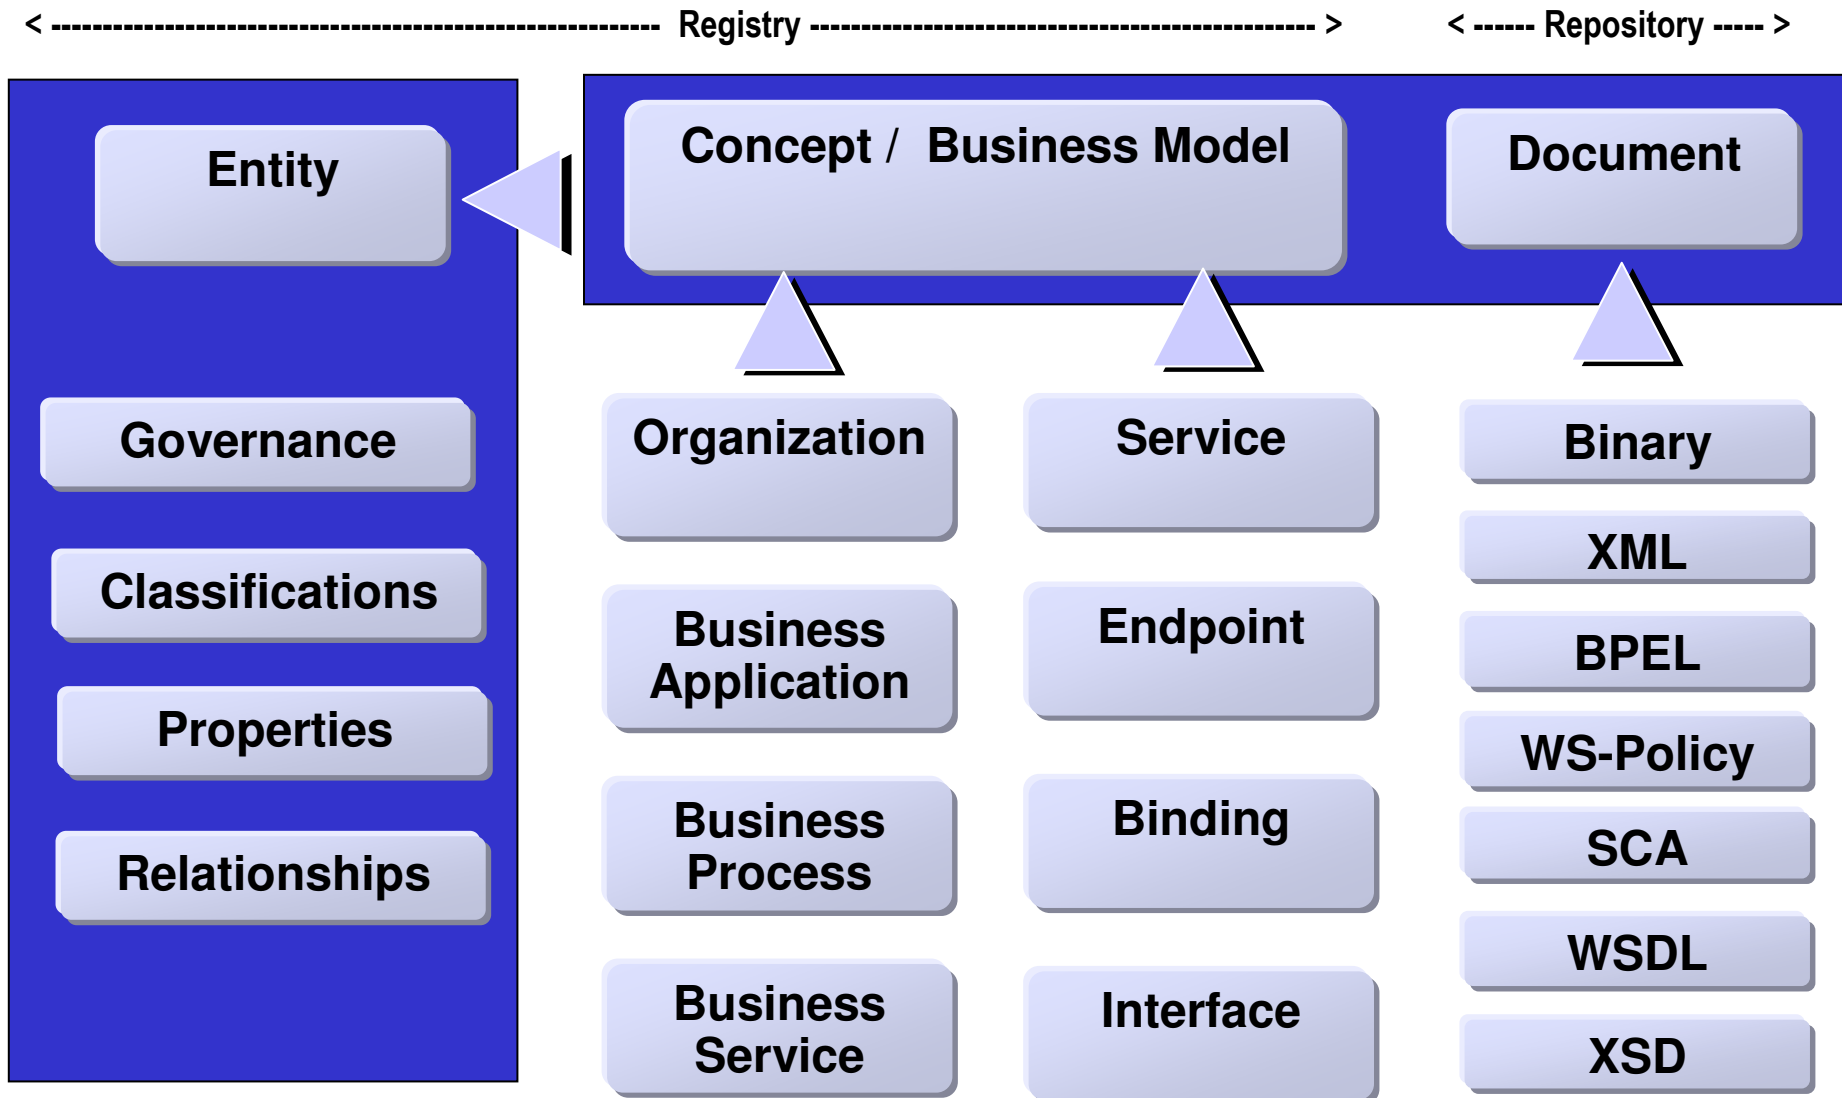 < ----------------------------------------------------------- Registry ------------------------------------------------- >
< ------ Repository ----- >
Entity
Governance
Classifications
Properties
Relationships
Concept / Business Model
Document
Organization
Business
Application
Business
Process
Business
Service
Service
Endpoint
Binding
Interface
Binary
XML
BPEL
WS-Policy
SCA
WSDL
XSD